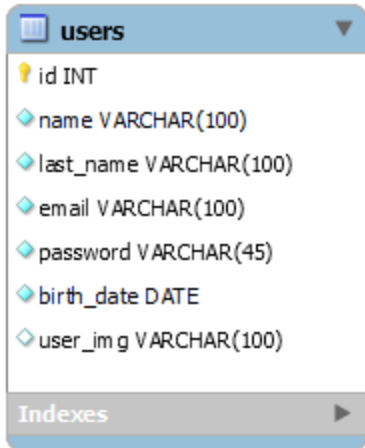 users
id INT
name VARCHAR(100)
last_name VARCHAR(100)
email VARCHAR(100)
password VARCHAR(45)
birth_date DATE
user_img VARCHAR(100)
Indexes